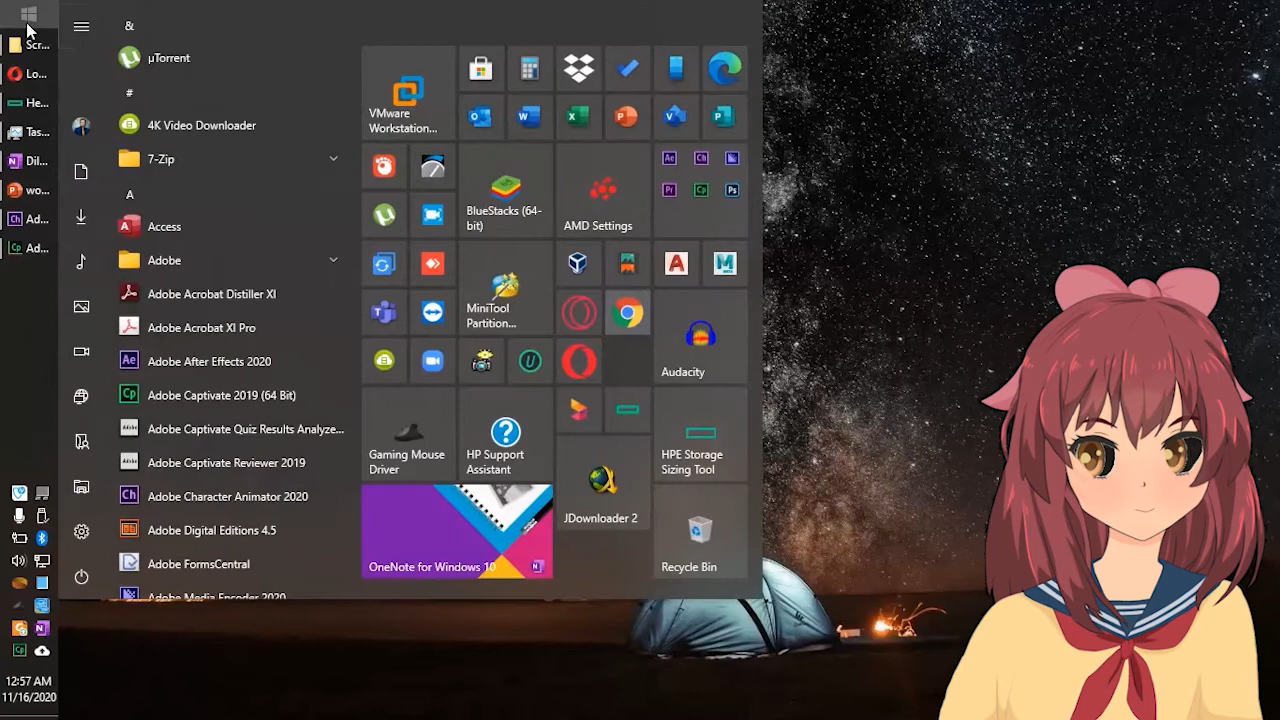 Scr...
Lo...
He...
Tas...
Dil...
wo...
Ad...
Ad...
12:57 AM
11/16/2020
&
µTorrent
#
4K Video Downloader
7-Zip
A
Access
Adobe
Adobe Acrobat Distiller XI
Adobe Acrobat XI Pro
Adobe After Effects 2020
Adobe Captivate 2019 (64 Bit)
Adobe Captivate Quiz Results Analyze...
Adobe Captivate Reviewer 2019
Adobe Character Animator 2020
Adobe Digital Editions 4.5
Adobe FormsCentral
Adobe Media Encoder 2020
VMware
Workstation...
BlueStacks (64-
bit)
AMD Settings
MiniTool
Partition...
Audacity
Gaming Mouse
Driver
HP Support
Assistant
HPE Storage
Sizing Tool
JDownloader 2
OneNote for Windows 10
Recycle Bin